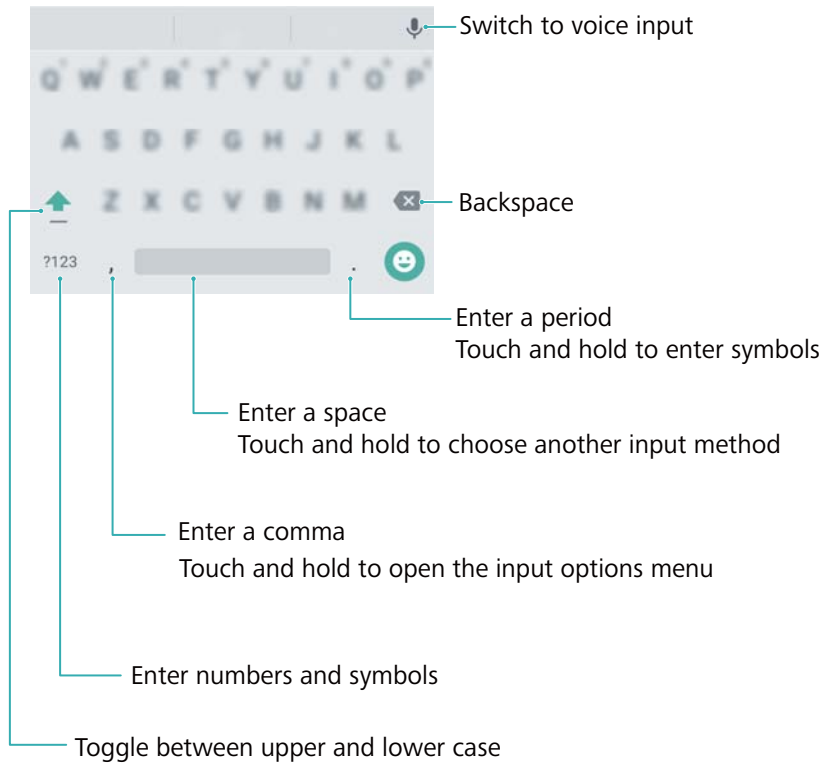 Switch to voice input
Q W E R T Y U I O P
A S D F G H J K L
Z X C V B N M
Backspace
?123 , .
Enter a period
Touch and hold to enter symbols
Enter a space
Touch and hold to choose another input method
Enter a comma
Touch and hold to open the input options menu
Enter numbers and symbols
Toggle between upper and lower case